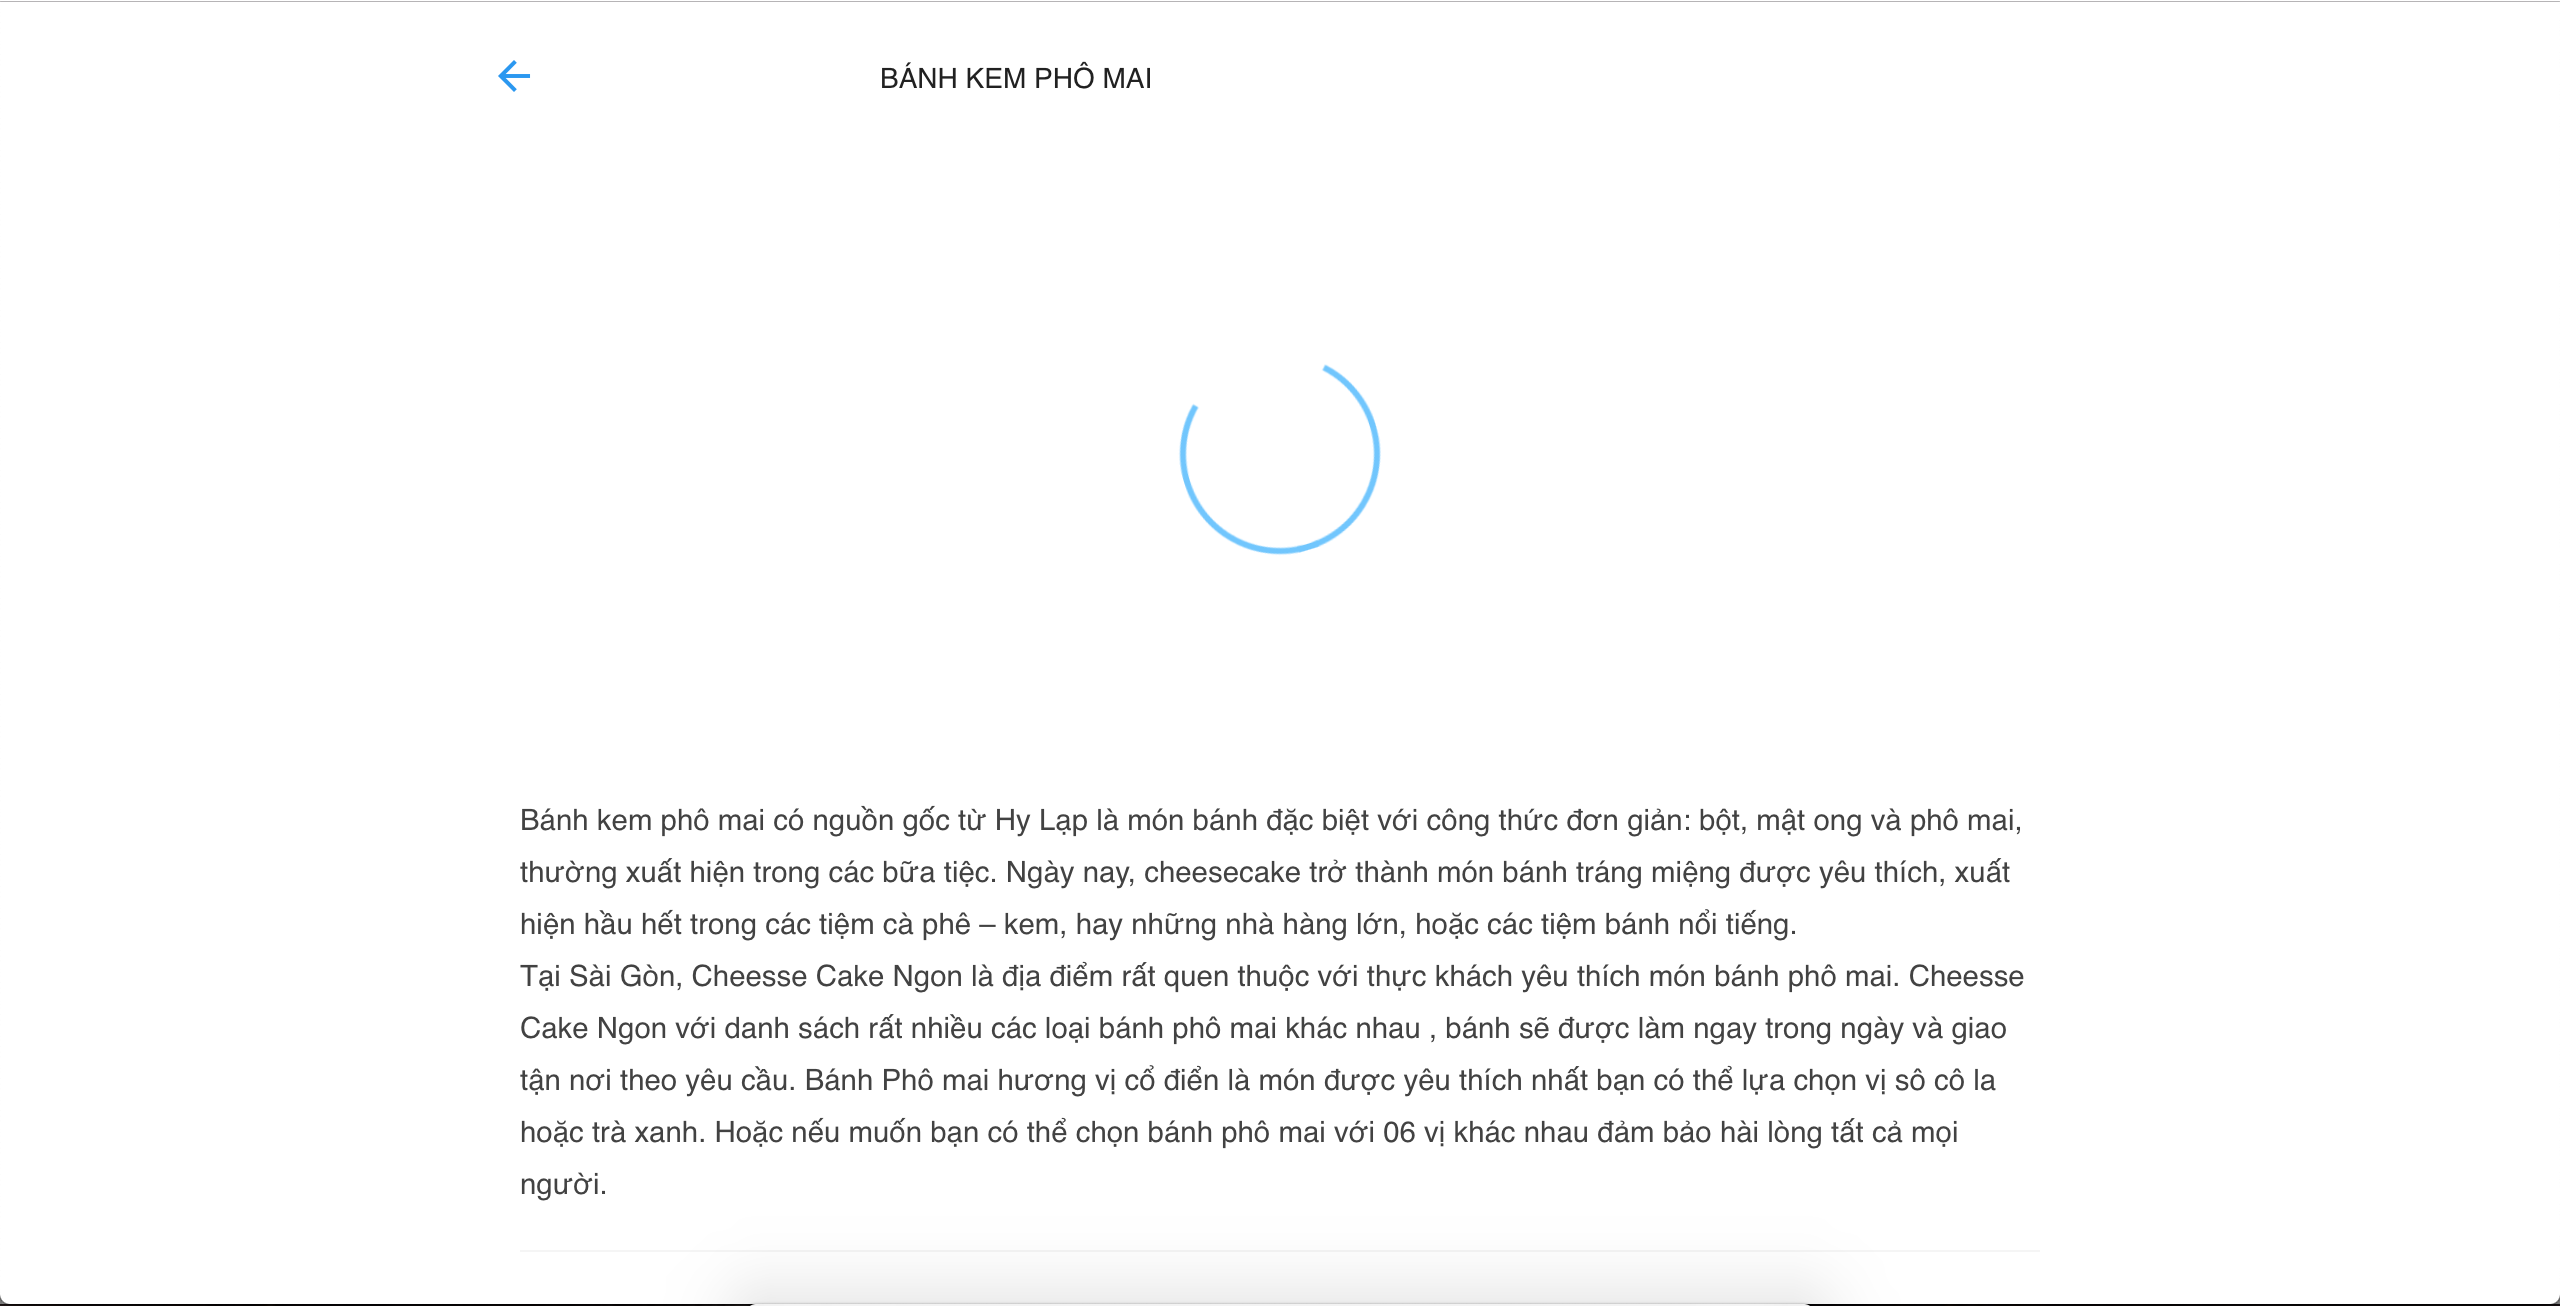 BÁNH KEM PHÔ MAI
Bánh kem phô mai có nguồn gốc từ Hy Lạp là món bánh đặc biệt với công thức đơn giản: bột, mật ong và phô mai,
thường xuất hiện trong các bữa tiệc. Ngày nay, cheesecake trở thành món bánh tráng miệng được yêu thích, xuất
hiện hầu hết trong các tiệm cà phê – kem, hay những nhà hàng lớn, hoặc các tiệm bánh nổi tiếng.
Tại Sài Gòn, Cheesse Cake Ngon là địa điểm rất quen thuộc với thực khách yêu thích món bánh phô mai. Cheesse
Cake Ngon với danh sách rất nhiều các loại bánh phô mai khác nhau , bánh sẽ được làm ngay trong ngày và giao
tận nơi theo yêu cầu. Bánh Phô mai hương vị cổ điển là món được yêu thích nhất bạn có thể lựa chọn vị sô cô la
hoặc trà xanh. Hoặc nếu muốn bạn có thể chọn bánh phô mai với 06 vị khác nhau đảm bảo hài lòng tất cả mọi
người.